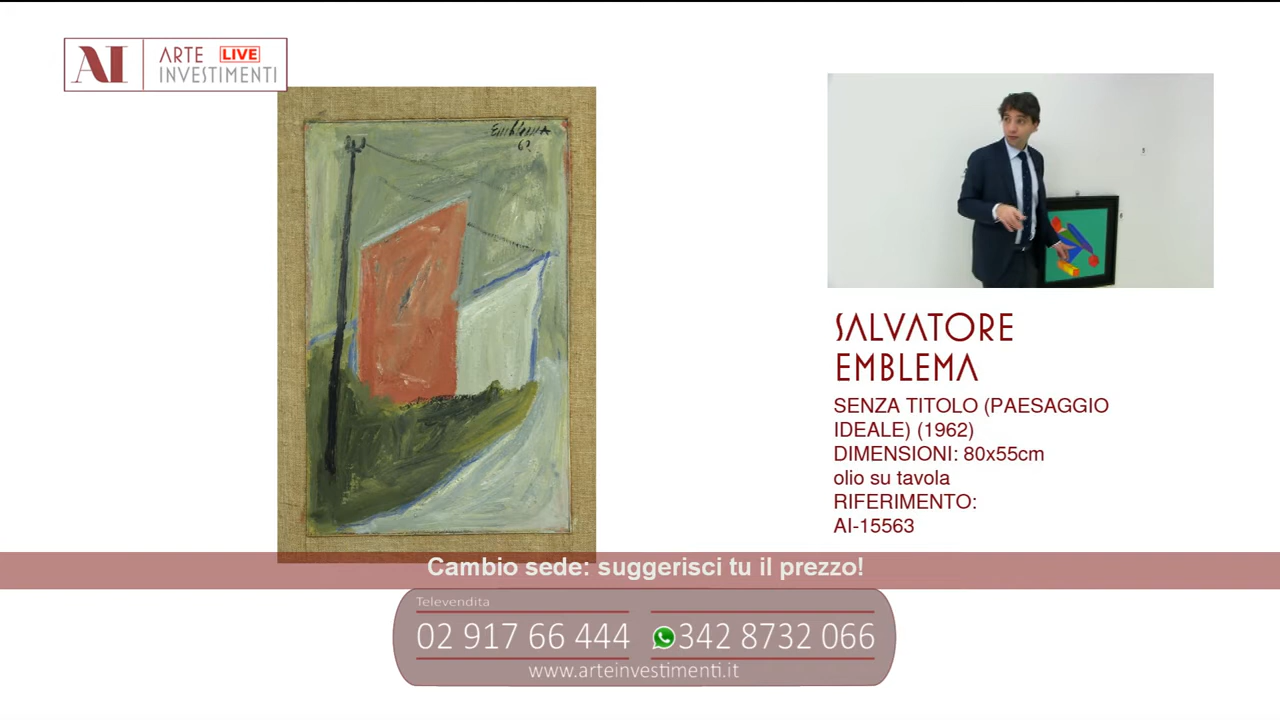 AI
ARTE LIVE
INVESTIMENTI
Emblema
62
SALVATORE
EMBLEMA
SENZA TITOLO (PAESAGGIO
IDEALE) (1962)
DIMENSIONI: 80x55cm
olio su tavola
RIFERIMENTO:
AI-15563
Cambio sede: suggerisci tu il prezzo!
Televendita
02 917 66 444 342 8732 066
www.arteinvestimenti.it